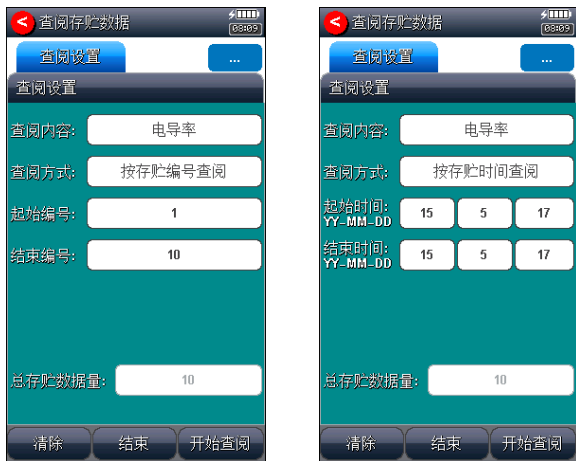 查阅存贮数据
08:09
查阅设置
...
查阅设置
查阅内容: 电导率
查阅方式: 按存贮编号查阅
起始编号: 1
结束编号: 10
总存贮数据量: 10
清除 结束 开始查阅
查阅存贮数据
08:09
查阅设置
...
查阅设置
查阅内容: 电导率
查阅方式: 按存贮时间查阅
起始时间: 
YY-MM-DD 15 5 17
结束时间: 
YY-MM-DD 15 5 17
总存贮数据量: 10
清除 结束 开始查阅